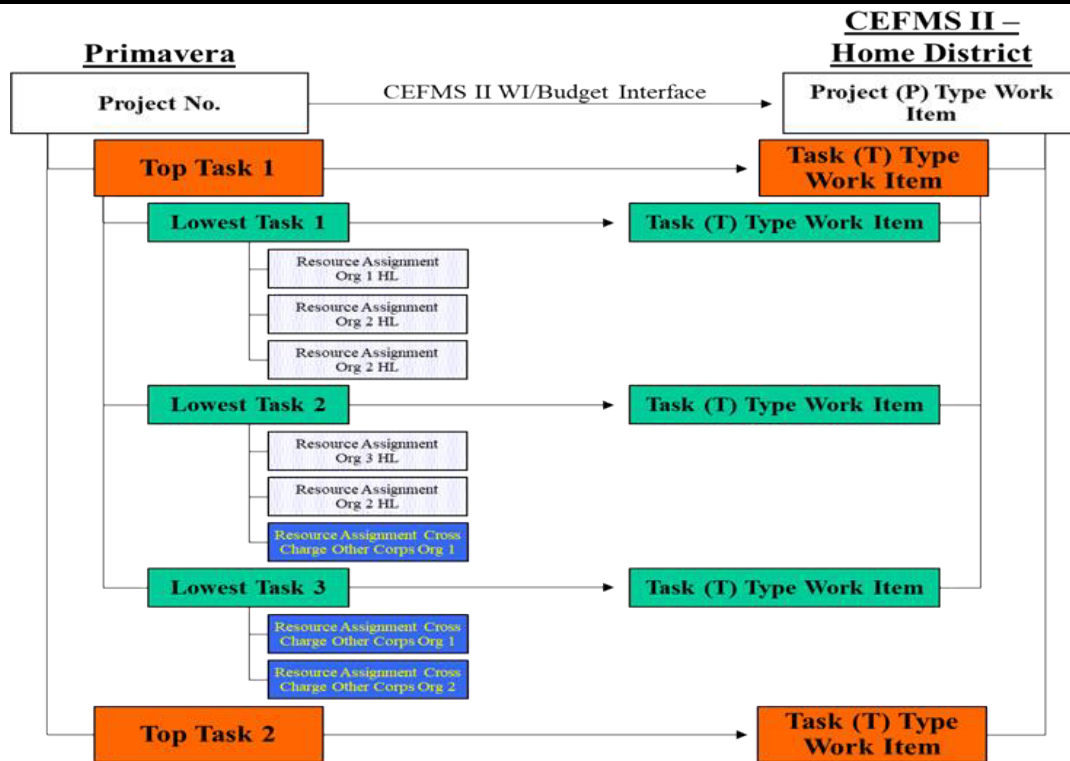 Primavera
CEFMS II –
Home District
Project No.
CEFMS II WI/Budget Interface
Project (P) Type Work
Item
Top Task 1
Task (T) Type
Work Item
Lowest Task 1
Task (T) Type Work Item
Resource Assignment
Org 1 HL
Resource Assignment
Org 2 HL
Resource Assignment
Org 2 HL
Lowest Task 2
Task (T) Type Work Item
Resource Assignment
Org 3 HL
Resource Assignment
Org 2 HL
Resource Assignment Cross
Charge Other Corps Org 1
Lowest Task 3
Task (T) Type Work Item
Resource Assignment Cross
Charge Other Corps Org 1
Resource Assignment Cross
Charge Other Corps Org 2
Top Task 2
Task (T) Type
Work Item